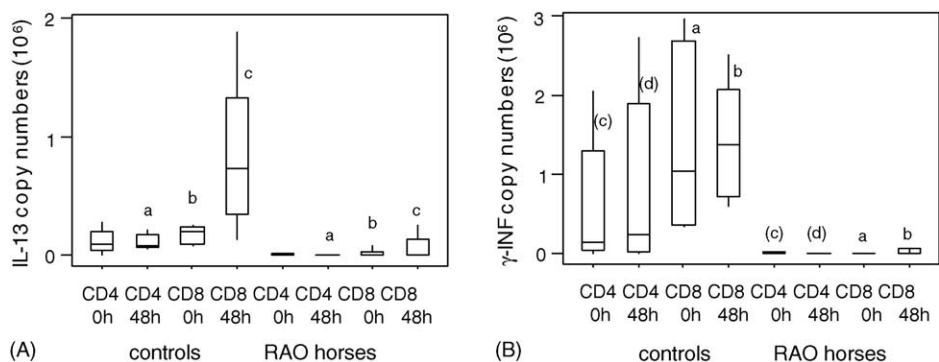 IL-13 copy numbers (10⁶)
2
1
0
a
b
c
a
b
c
CD4 CD4 CD8 CD8 CD4 CD4 CD8 CD8
0h 48h 0h 48h 0h 48h 0h 48h
(A) controls RAO horses
γ-INF copy numbers (10⁶)
3
2
1
0
(c)
(d)
a
b
(c)
(d)
a
b
CD4 CD4 CD8 CD8 CD4 CD4 CD8 CD8
0h 48h 0h 48h 0h 48h 0h 48h
(B) controls RAO horses